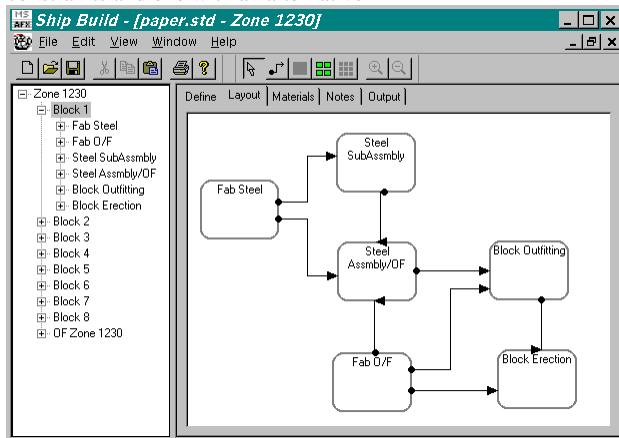 MS
AFX
Ship Build - [paper.std - Zone 1230]
File Edit View Window Help
Zone 1230
Block 1
Fab Steel
Fab O/F
Steel SubAssmbly
Steel Assmbly/OF
Block Outfitting
Block Erection
Block 2
Block 3
Block 4
Block 5
Block 6
Block 7
Block 8
OF Zone 1230
Define Layout Materials Notes Output
Steel
SubAssmbly
Fab Steel
Steel
Assmbly/OF
Block Outfitting
Fab O/F
Block Erection